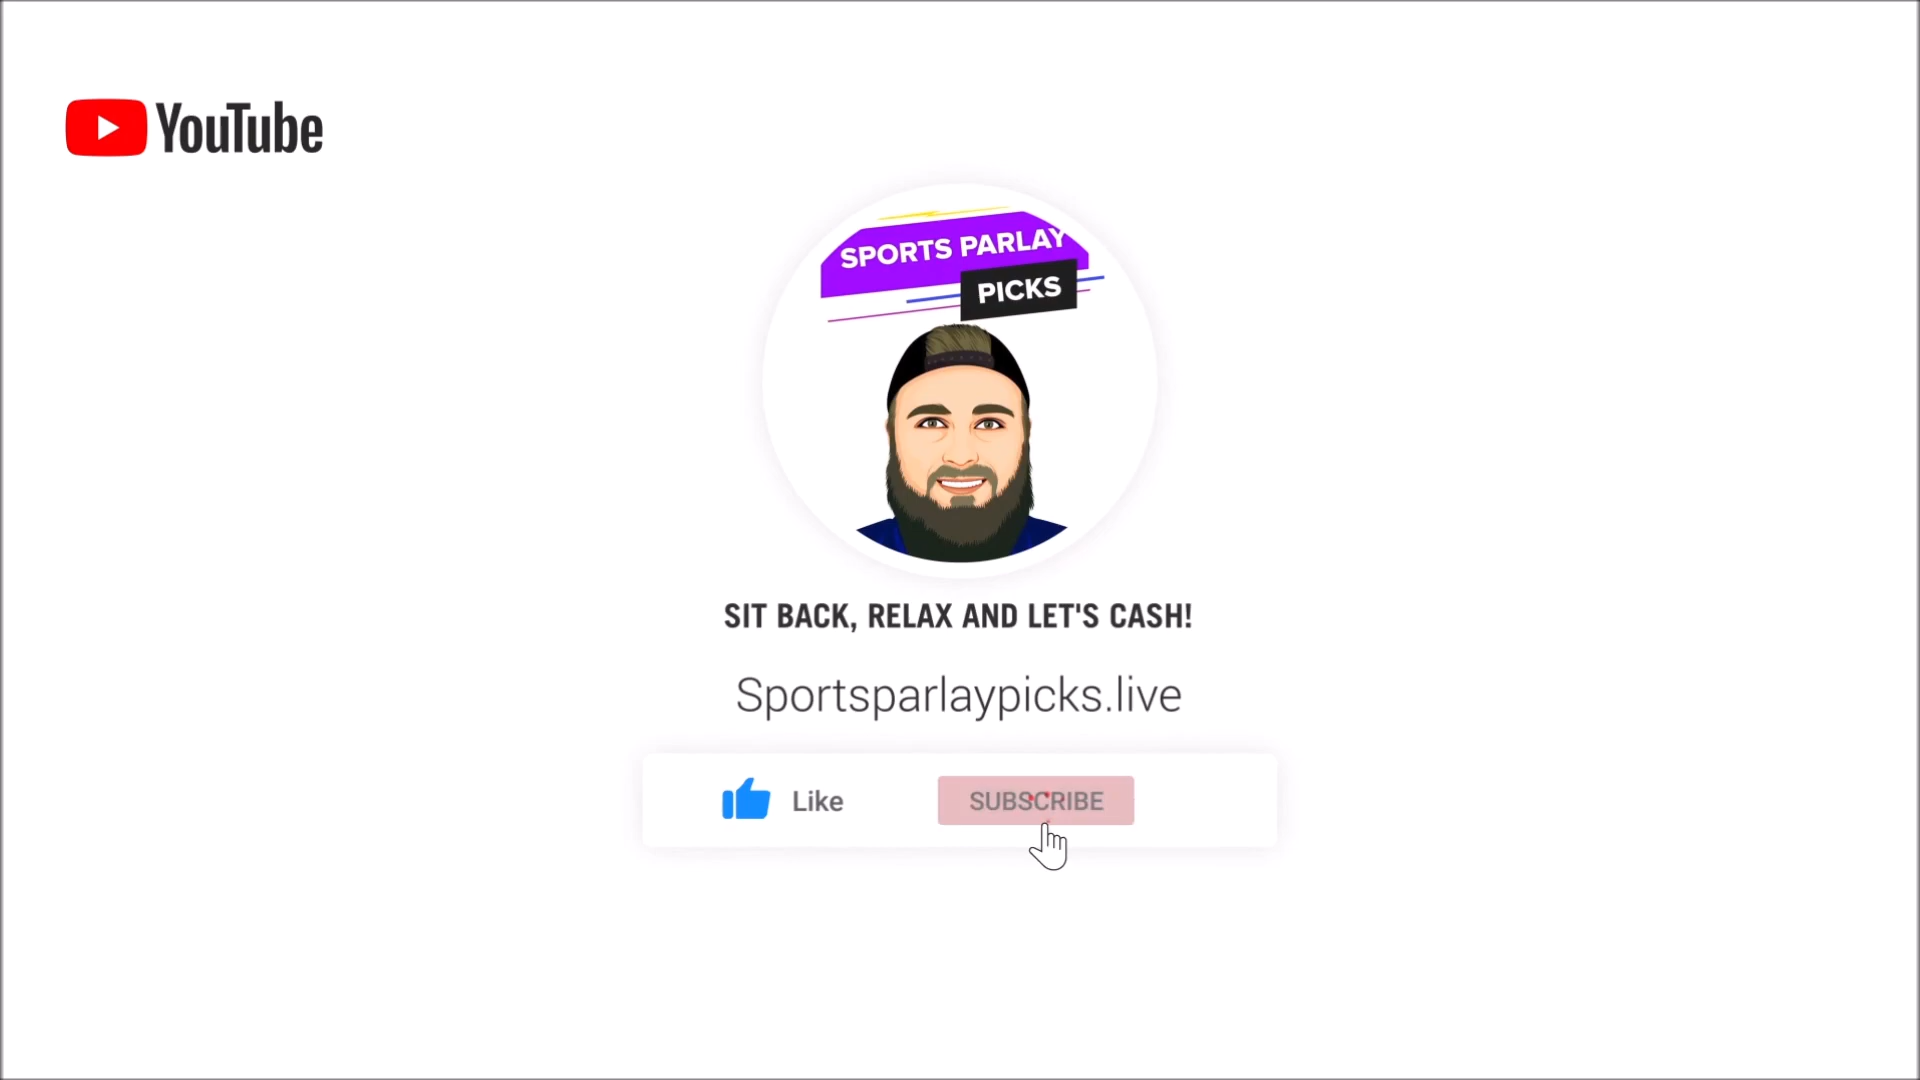 YouTube
SPORTS PARLAY
PICKS
SIT BACK, RELAX AND LET'S CASH!
Sportsparlaypicks.live
Like
SUBSCRIBE